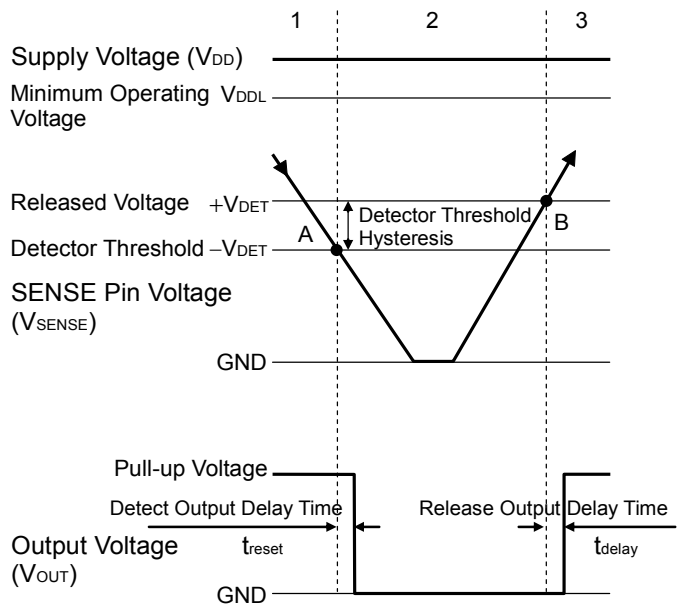 1 2 3
Supply Voltage (VDD)
Minimum Operating VDDL
Voltage
Released Voltage +VDET
Detector Threshold
Hysteresis
A
B
Detector Threshold −VDET
SENSE Pin Voltage
(VSENSE)
GND
Pull-up Voltage
Detect Output Delay Time
Release Output Delay Time
treset
tdelay
Output Voltage
(VOUT)
GND